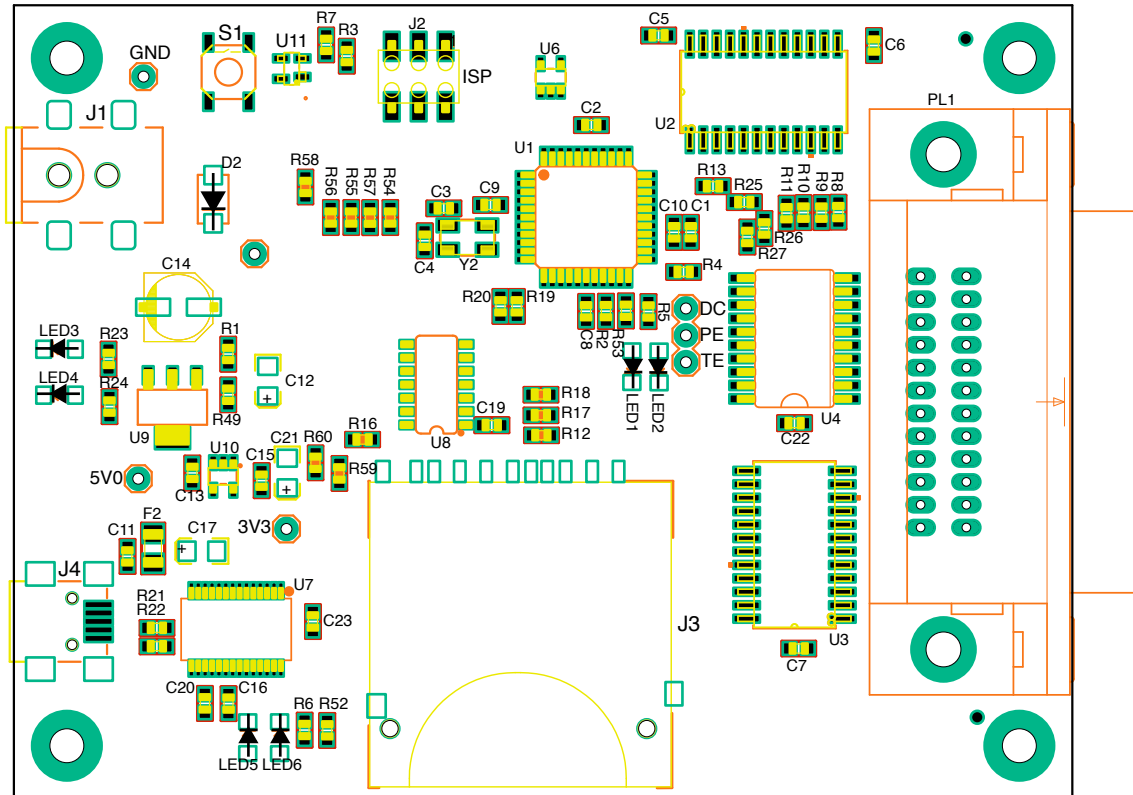 R7
R3
J2
C5
S1
U11
U6
C6
GND
ISP
PL1
J1
C2
U2
D2
U1
R58
R13
R56
R55
R57
R54
C3
C9
R25
R11
R10
R9
R8
C10
C1
C4
Y2
R26
R27
C14
R4
R20
R19
DC
LED3
R23
R1
C8
R2
R53
R5
PE
TE
LED4
R24
C12
R49
R18
LED1
LED2
R17
U4
U9
C21
R60
R16
U8
C19
R12
C22
U10
C15
R59
5V0
C13
3V3
C11
F2
C17
J4
U7
R21
R22
C23
J3
U3
C7
C20
C16
R6
R52
LED5
LED6